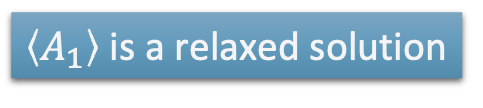 ⟨𝐴₁⟩ is a relaxed solution